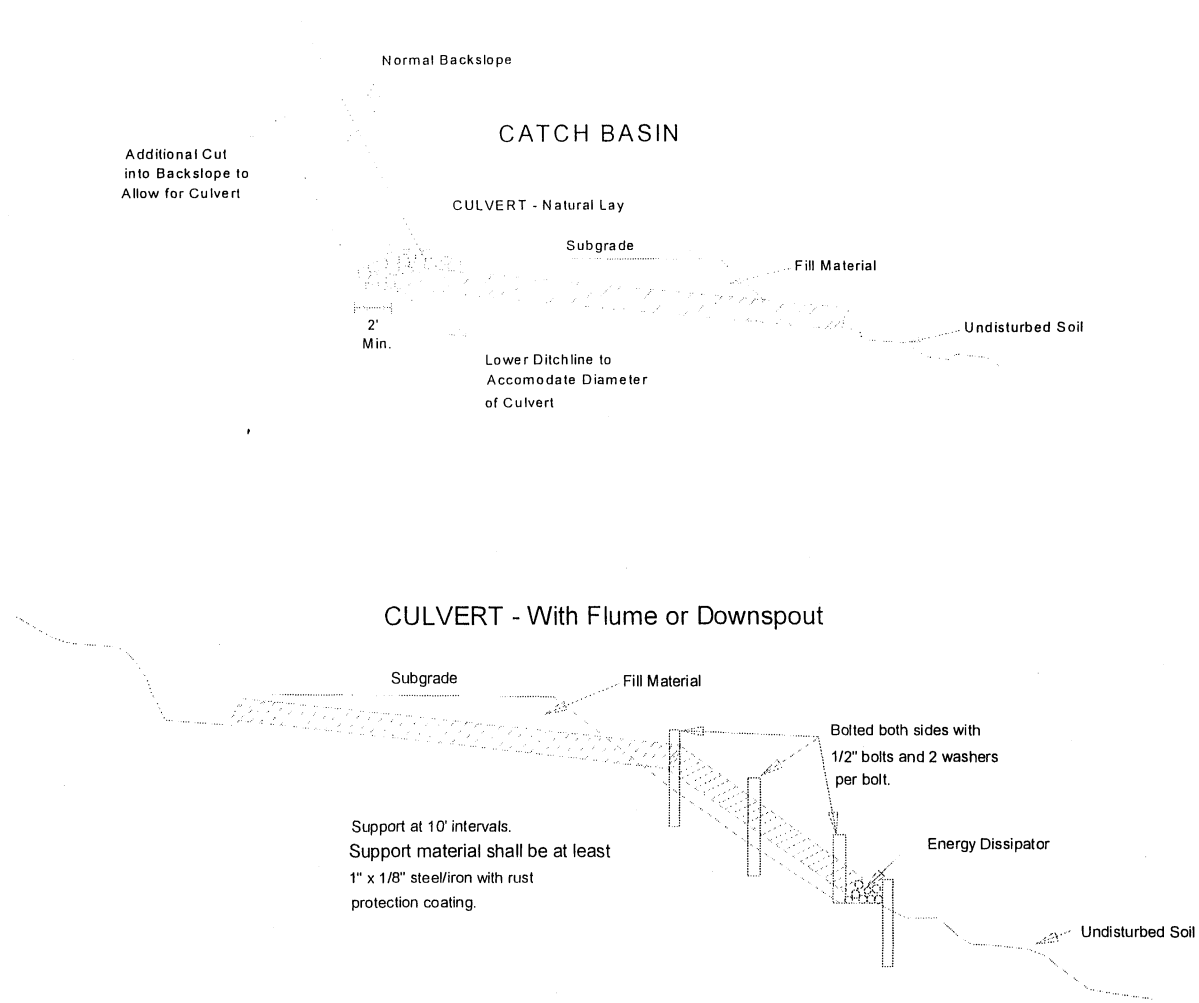 Normal Backslope
CATCH BASIN
Additional Cut
into Backslope to
Allow for Culvert
CULVERT - Natural Lay
Subgrade
Fill Material
2'
Min.
Undisturbed Soil
Lower Ditchline to
Accomodate Diameter
of Culvert
CULVERT - With Flume or Downspout
Subgrade
Fill Material
Bolted both sides with
1/2" bolts and 2 washers
per bolt.
Support at 10' intervals.
Support material shall be at least
1" x 1/8" steel/iron with rust
protection coating.
Energy Dissipator
Undisturbed Soil